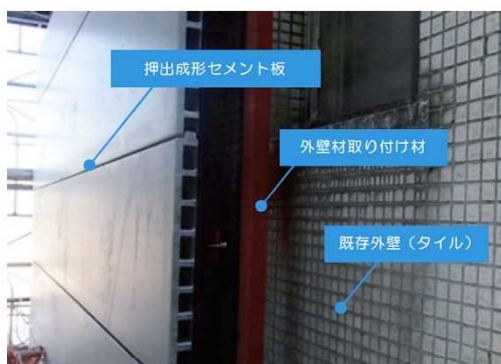 押出成形セメント板
外壁材取り付け材
既存外壁（タイル）